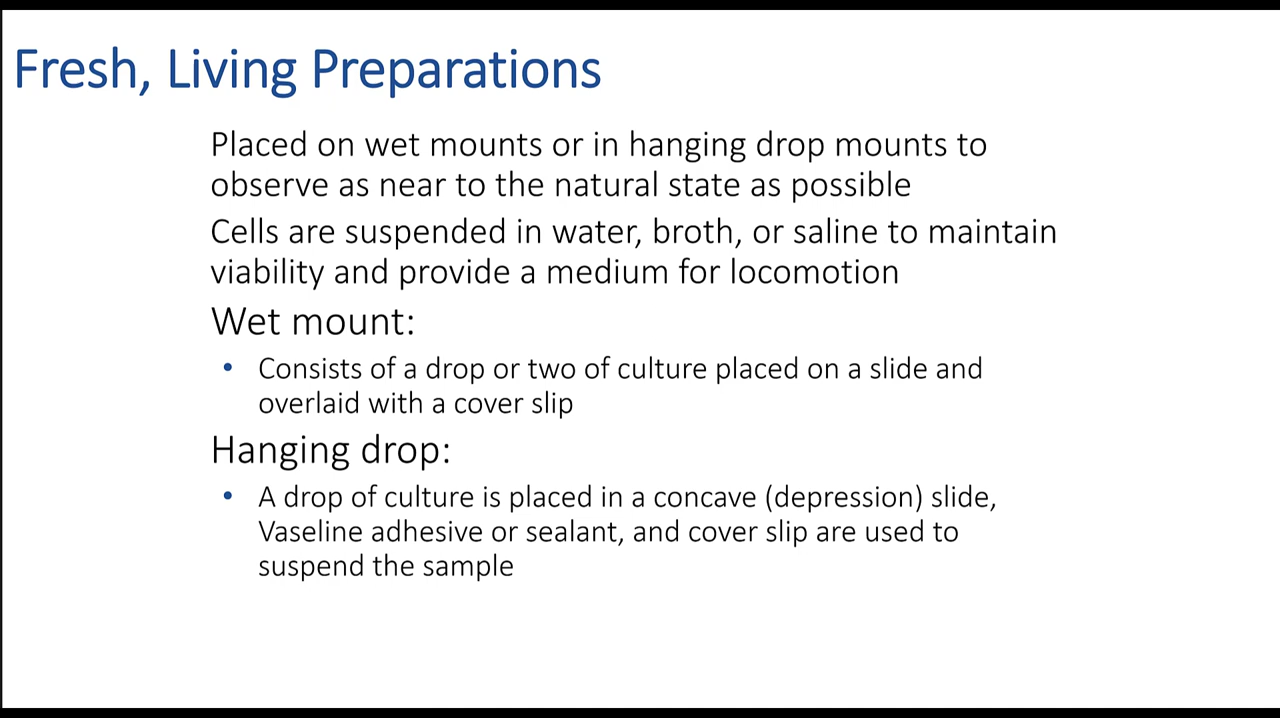 Fresh, Living Preparations
Placed on wet mounts or in hanging drop mounts to
observe as near to the natural state as possible
Cells are suspended in water, broth, or saline to maintain
viability and provide a medium for locomotion
Wet mount:
• Consists of a drop or two of culture placed on a slide and
overlaid with a cover slip
Hanging drop:
• A drop of culture is placed in a concave (depression) slide,
Vaseline adhesive or sealant, and cover slip are used to
suspend the sample